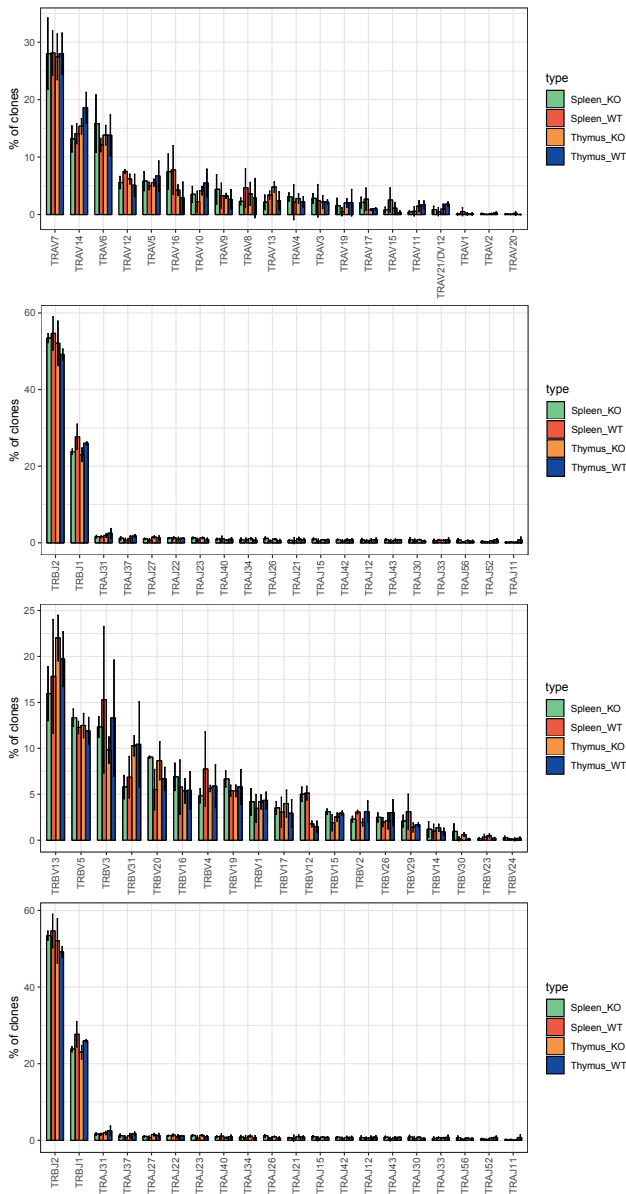 % of clones
30
20
10
0
TRAV7
TRAV14
TRAV6
TRAV12
TRAV5
TRAV16
TRAV10
TRAV9
TRAV8
TRAV13
TRAV4
TRAV3
TRAV19
TRAV17
TRAV15
TRAV11
TRAV21/DV12
TRAV1
TRAV2
TRAV20
type
Spleen_KO
Spleen_WT
Thymus_KO
Thymus_WT
% of clones
60
40
20
0
TRBJ2
TRBJ1
TRAJ31
TRAJ37
TRAJ27
TRAJ22
TRAJ23
TRAJ40
TRAJ34
TRAJ26
TRAJ21
TRAJ15
TRAJ42
TRAJ12
TRAJ43
TRAJ30
TRAJ33
TRAJ56
TRAJ52
TRAJ11
type
Spleen_KO
Spleen_WT
Thymus_KO
Thymus_WT
% of clones
25
20
15
10
5
0
TRBV13
TRBV5
TRBV3
TRBV31
TRBV20
TRBV16
TRBV4
TRBV19
TRBV1
TRBV17
TRBV12
TRBV15
TRBV2
TRBV26
TRBV29
TRBV14
TRBV30
TRBV23
TRBV24
type
Spleen_KO
Spleen_WT
Thymus_KO
Thymus_WT
% of clones
60
40
20
0
TRBJ2
TRBJ1
TRAJ31
TRAJ37
TRAJ27
TRAJ22
TRAJ23
TRAJ40
TRAJ34
TRAJ26
TRAJ21
TRAJ15
TRAJ42
TRAJ12
TRAJ43
TRAJ30
TRAJ33
TRAJ56
TRAJ52
TRAJ11
type
Spleen_KO
Spleen_WT
Thymus_KO
Thymus_WT